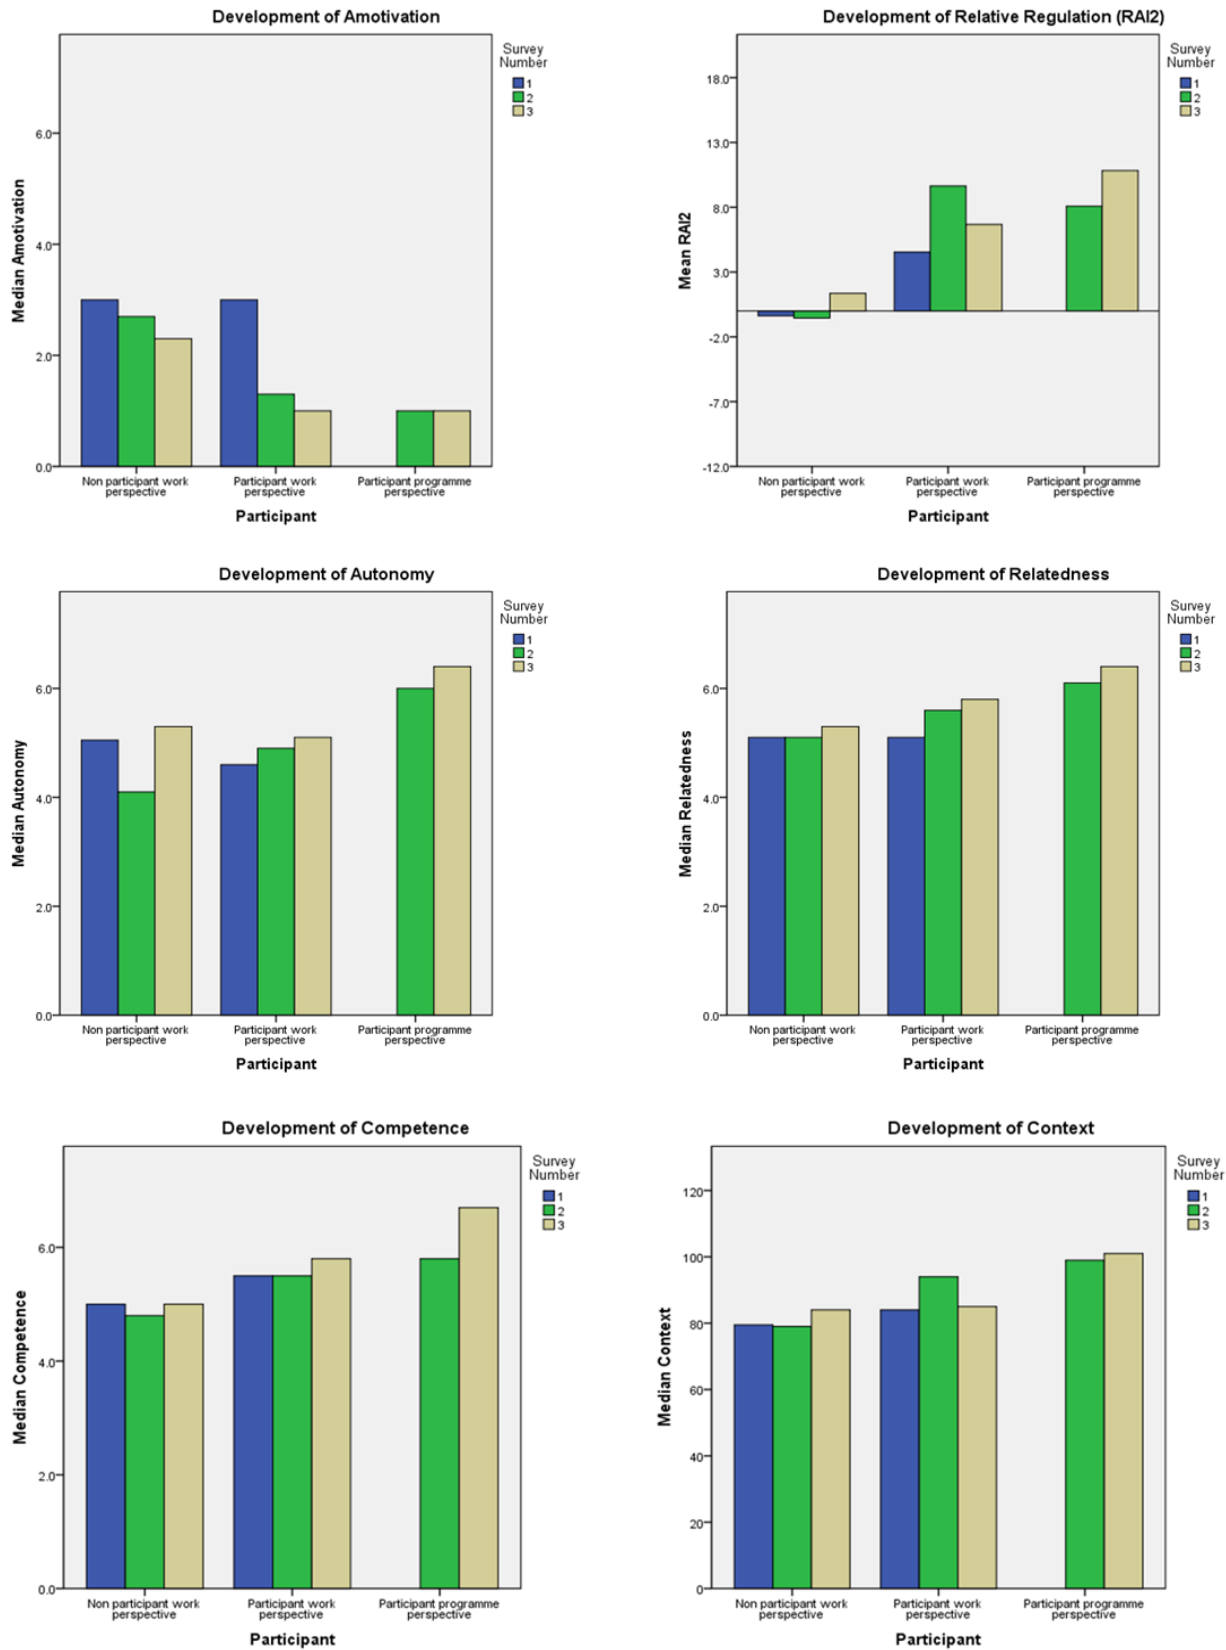 Development of Amotivation
Survey
Number
1
2
3
Median Amotivation
6.0
4.0
2.0
0.0
Non participant work
perspective
Participant work
perspective
Participant programme
perspective
Participant
Development of Relative Regulation (RAI2)
Survey
Number
1
2
3
Mean RAI2
18.0
13.0
8.0
3.0
-2.0
-7.0
-12.0
Non participant work
perspective
Participant work
perspective
Participant programme
perspective
Participant
Development of Autonomy
Survey
Number
1
2
3
Median Autonomy
6.0
4.0
2.0
0.0
Non participant work
perspective
Participant work
perspective
Participant programme
perspective
Participant
Development of Relatedness
Survey
Number
1
2
3
Median Relatedness
6.0
4.0
2.0
0.0
Non participant work
perspective
Participant work
perspective
Participant programme
perspective
Participant
Development of Competence
Survey
Number
1
2
3
Median Competence
6.0
4.0
2.0
0.0
Non participant work
perspective
Participant work
perspective
Participant programme
perspective
Participant
Development of Context
Survey
Number
1
2
3
Median Context
120
100
80
60
40
20
0
Non participant work
perspective
Participant work
perspective
Participant programme
perspective
Participant